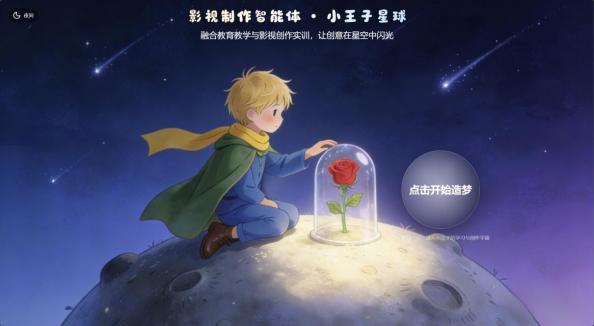 夜间
影视制作智能体 · 小王子星球
融合教育教学与影视创作实训，让创意在星空中闪光
点击开始造梦